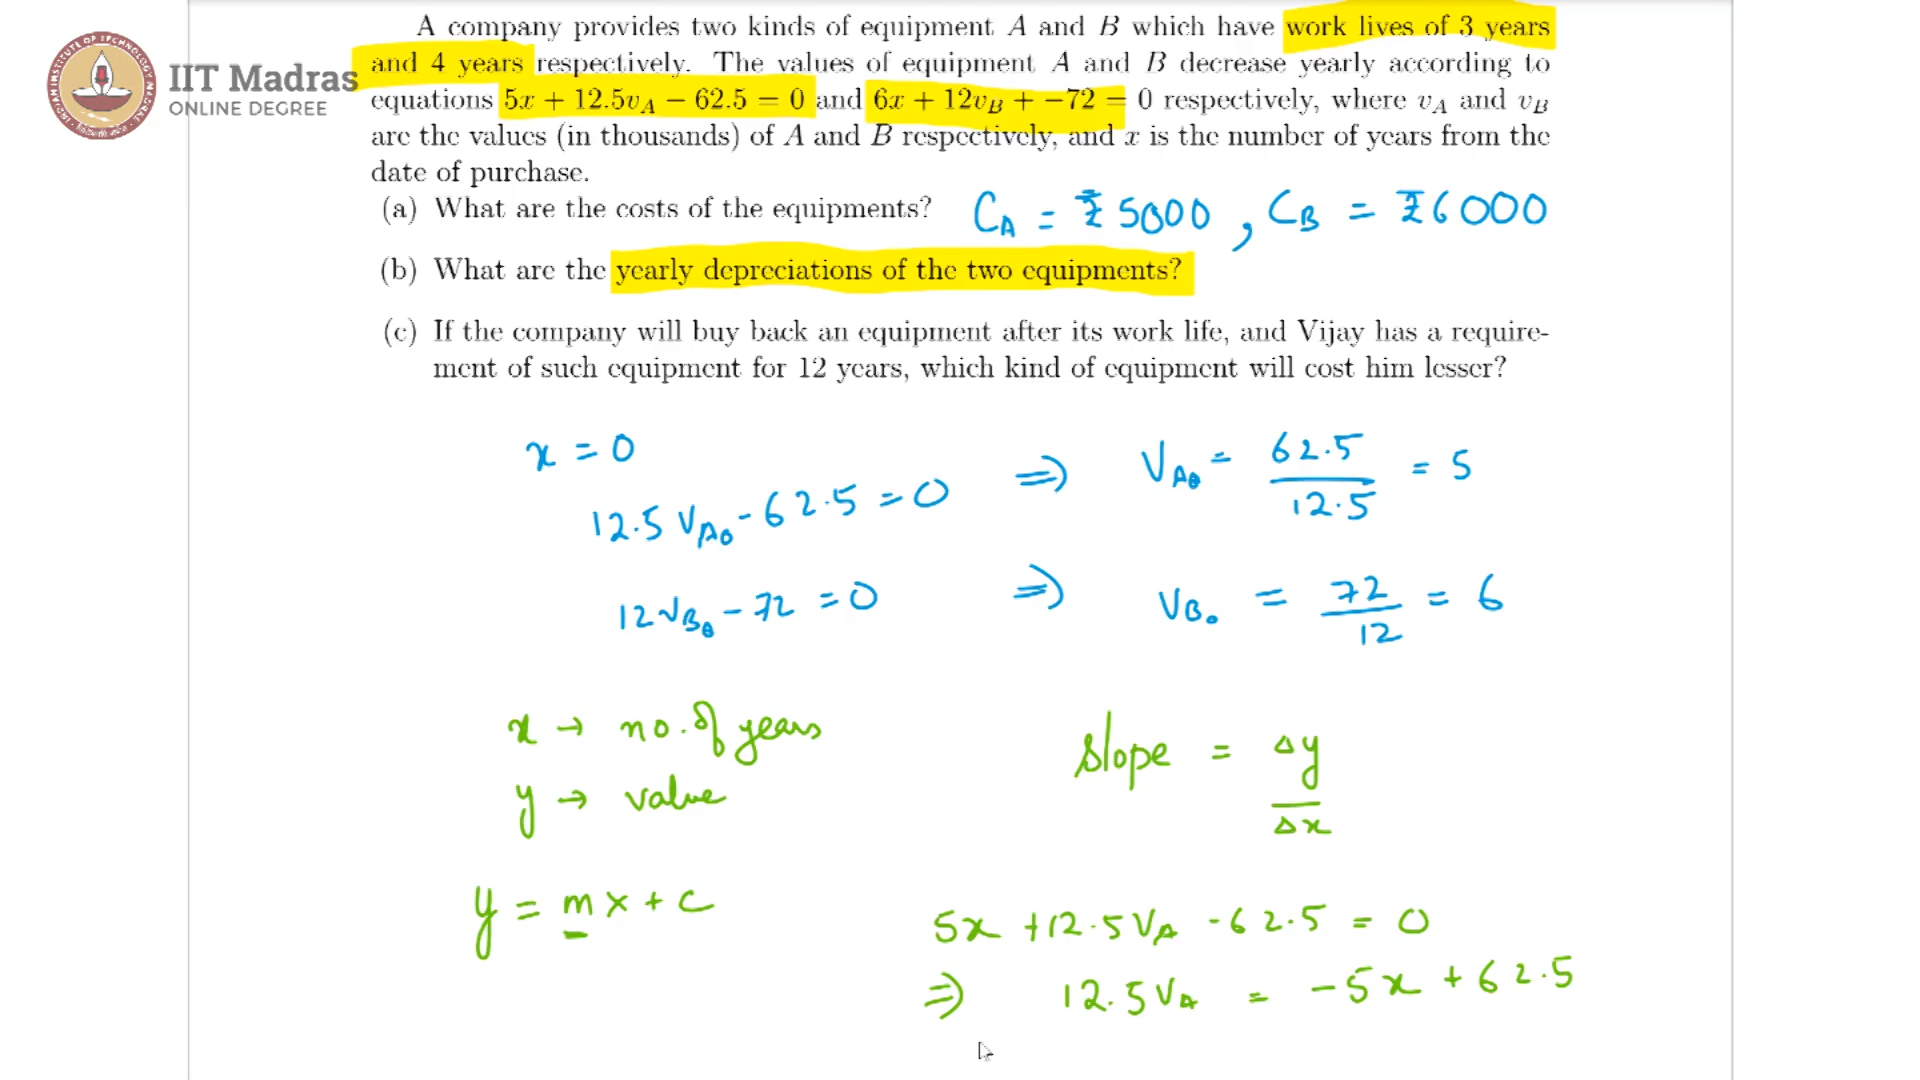 A company provides two kinds of equipment A and B which have work lives of 3 years
and 4 years respectively. The values of equipment A and B decrease yearly according to
equations 5x + 12.5v_A − 62.5 = 0 and 6x + 12v_B + −72 = 0 respectively, where v_A and v_B
are the values (in thousands) of A and B respectively, and x is the number of years from the
date of purchase.
IIT Madras
ONLINE DEGREE
(a) What are the costs of the equipments? C_A = ₹5000, C_B = ₹6000
(b) What are the yearly depreciations of the two equipments?
(c) If the company will buy back an equipment after its work life, and Vijay has a require-
ment of such equipment for 12 years, which kind of equipment will cost him lesser?
x = 0
12.5 V_A0 - 62.5 = 0 ⇒ V_A0 = 62.5/12.5 = 5
12 V_B0 - 72 = 0 ⇒ V_B0 = 72/12 = 6
x → no. of years
y → value
slope = Δy/Δx
y = mx + c
5x + 12.5 V_A - 62.5 = 0
⇒ 12.5 V_A = -5x + 62.5